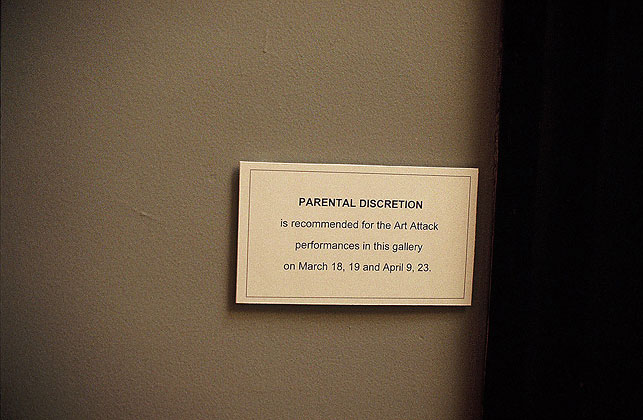 PARENTAL DISCRETION
is recommended for the Art Attack
performances in this gallery
on March 18, 19 and April 9, 23.